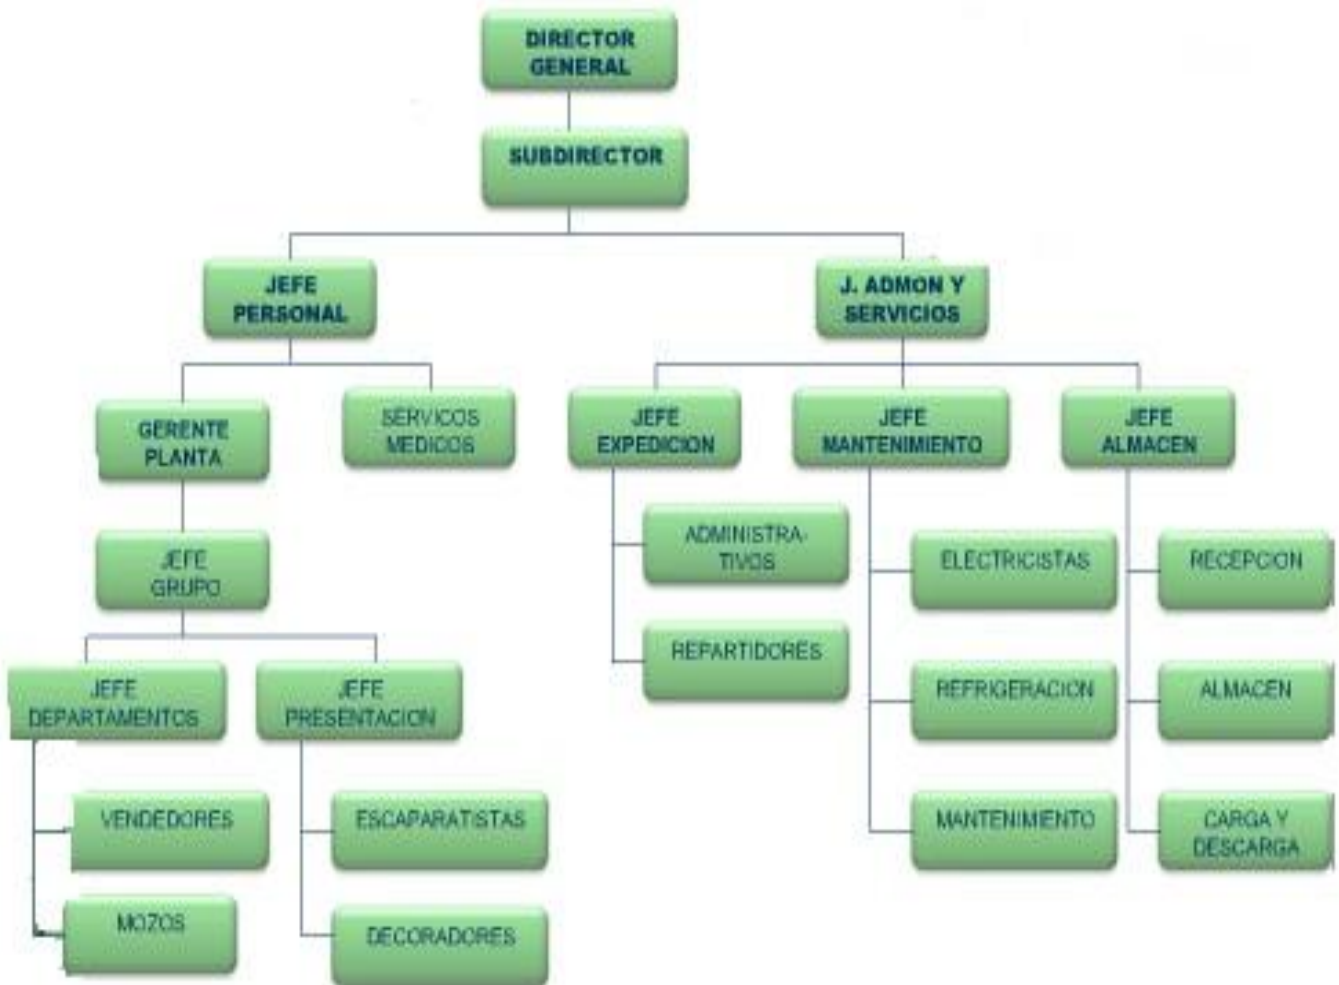 DIRECTOR
GENERAL
SUBDIRECTOR
JEFE
PERSONAL
J. ADMON Y
SERVICIOS
GERENTE
PLANTA
SERVICOS
MEDICOS
JEFE
EXPEDICION
JEFE
MANTENIMIENTO
JEFE
ALMACEN
JEFE
GRUPO
ADMINISTRA-
TIVOS
ELECTRICISTAS
RECEPCION
REPARTIDORES
JEFE
DEPARTAMENTOS
JEFE
PRESENTACION
REFRIGERACION
ALMACEN
VENDEDORES
ESCAPARATISTAS
MANTENIMIENTO
CARGA Y
DESCARGA
MOZOS
DECORADORES